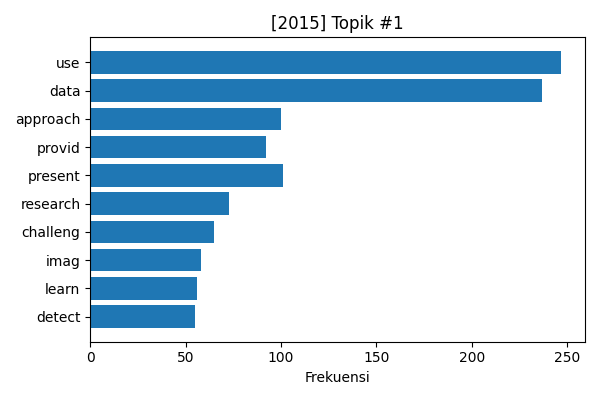 [2015] Topik #1
use
data
approach
provid
present
research
challeng
imag
learn
detect
0 50 100 150 200 250
Frekuensi